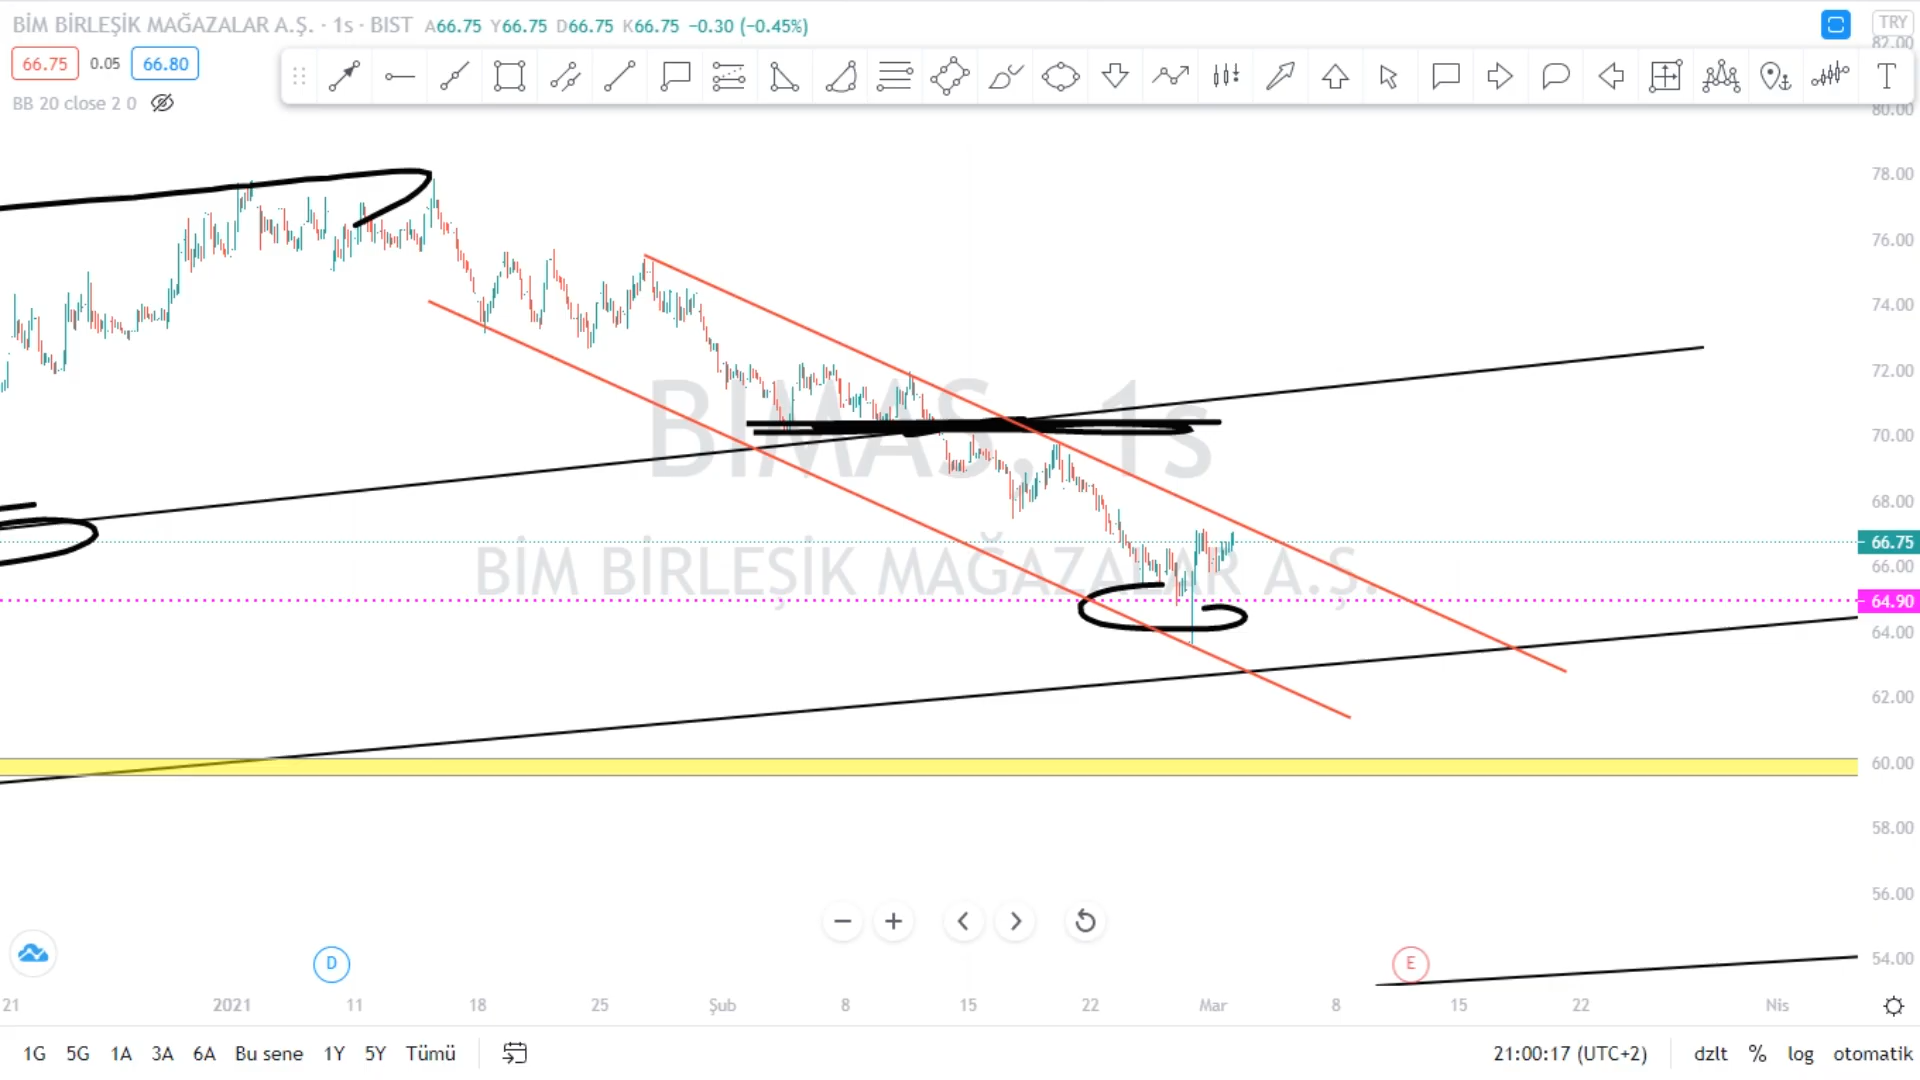 BİM BİRLEŞİK MAĞAZALAR A.Ş. · 1s · BIST A66.75 Y66.75 D66.75 K66.75 −0.30 (−0.45%)
TRY
82.00
66.75 0.05 66.80
T
BB 20 close 2 0
80.00
78.00
76.00
74.00
72.00
BIMAS, 1s
70.00
68.00
66.75
BİM BİRLEŞİK MAĞAZALAR A.Ş.
66.00
64.90
64.00
62.00
60.00
58.00
56.00
D
E
54.00
21 2021 11 18 25 Şub 8 15 22 Mar 8 15 22 Nis
1G 5G 1A 3A 6A Bu sene 1Y 5Y Tümü 21:00:17 (UTC+2) dzlt % log otomatik